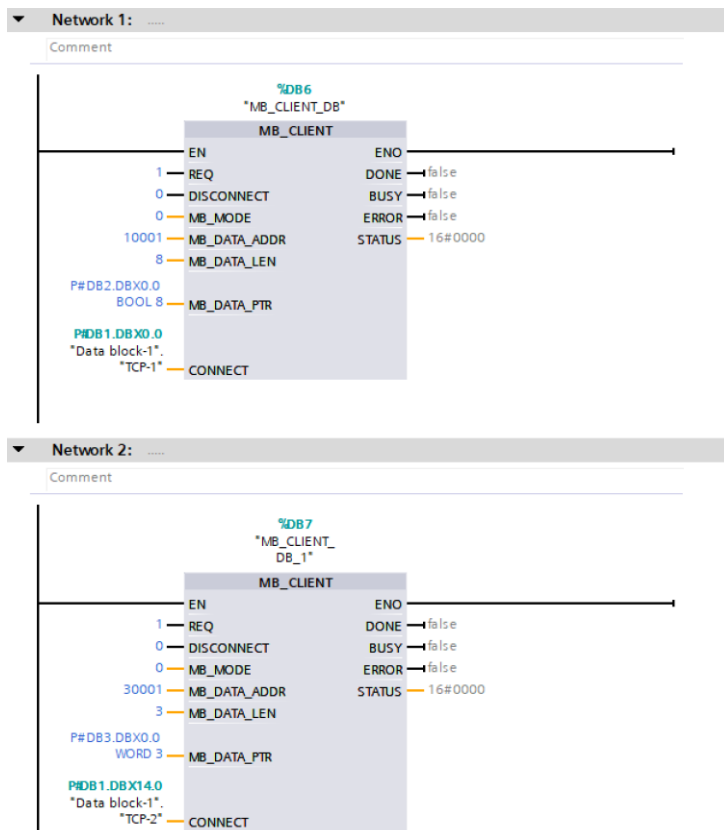 Network 1: .....
Comment
%DB6
"MB_CLIENT_DB"
MB_CLIENT
EN ENO
1 REQ DONE false
0 DISCONNECT BUSY false
0 MB_MODE ERROR false
10001 MB_DATA_ADDR STATUS 16#0000
8 MB_DATA_LEN
P#DB2.DBX0.0
BOOL 8 MB_DATA_PTR
P#DB1.DBX0.0
"Data block-1".
"TCP-1" CONNECT
Network 2: .....
Comment
%DB7
"MB_CLIENT_
DB_1"
MB_CLIENT
EN ENO
1 REQ DONE false
0 DISCONNECT BUSY false
0 MB_MODE ERROR false
30001 MB_DATA_ADDR STATUS 16#0000
3 MB_DATA_LEN
P#DB3.DBX0.0
WORD 3 MB_DATA_PTR
P#DB1.DBX14.0
"Data block-1".
"TCP-2" CONNECT